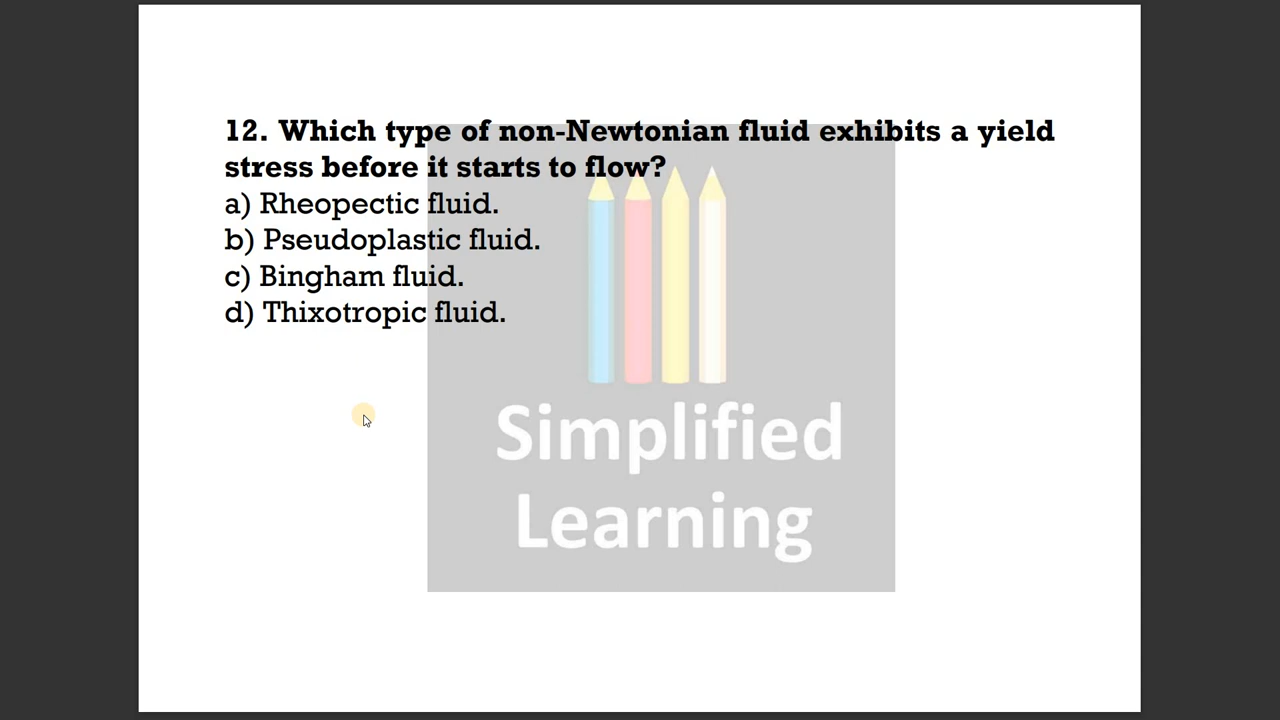 12. Which type of non-Newtonian fluid exhibits a yield
stress before it starts to flow?
a) Rheopectic fluid.
b) Pseudoplastic fluid.
c) Bingham fluid.
d) Thixotropic fluid.
Simplified
Learning